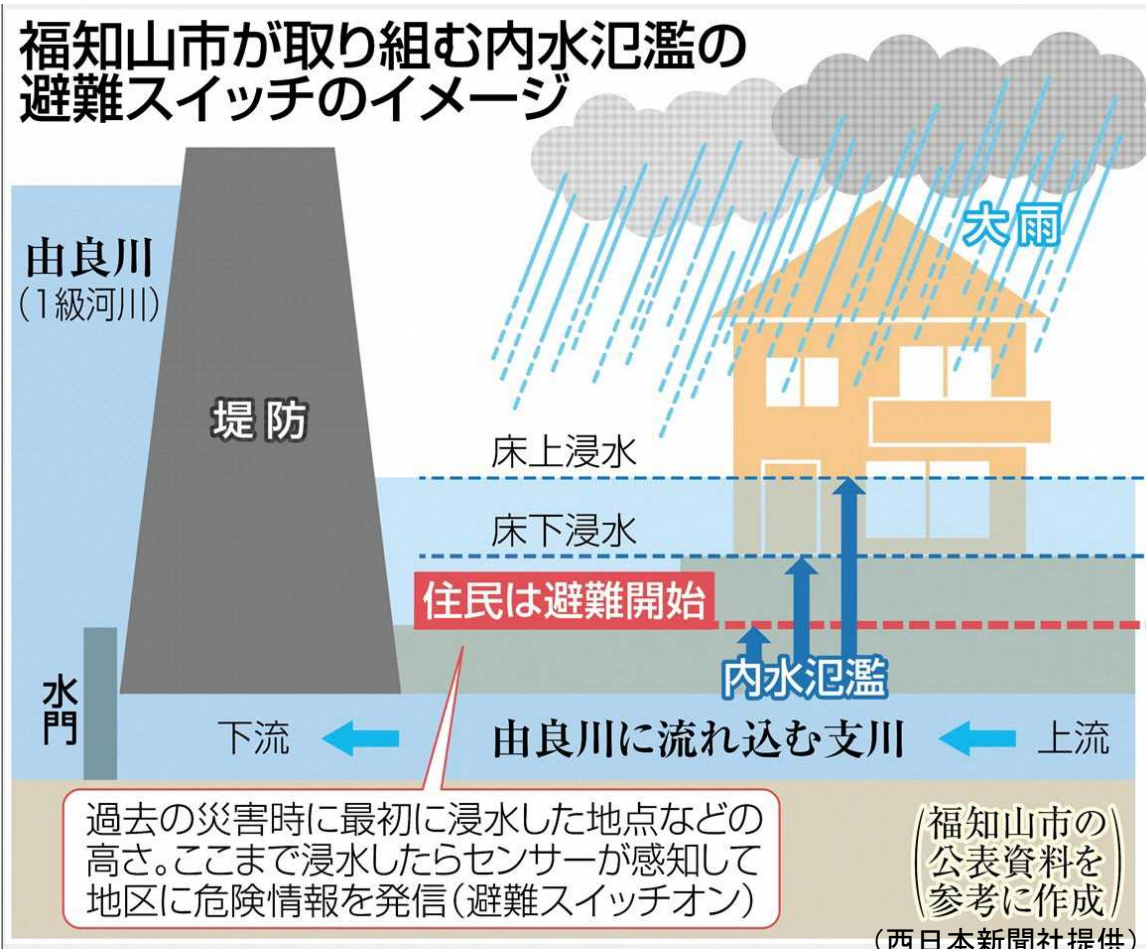 福知山市が取り組む内水氾濫の
避難スイッチのイメージ
大雨
由良川
(1級河川)
堤防
床上浸水
床下浸水
住民は避難開始
内水氾濫
水門
下流
由良川に流れ込む支川
上流
過去の災害時に最初に浸水した地点などの
高さ。ここまで浸水したらセンサーが感知して
地区に危険情報を発信(避難スイッチオン)
(福知山市の
公表資料を
参考に作成)
(西日本新聞社提供)